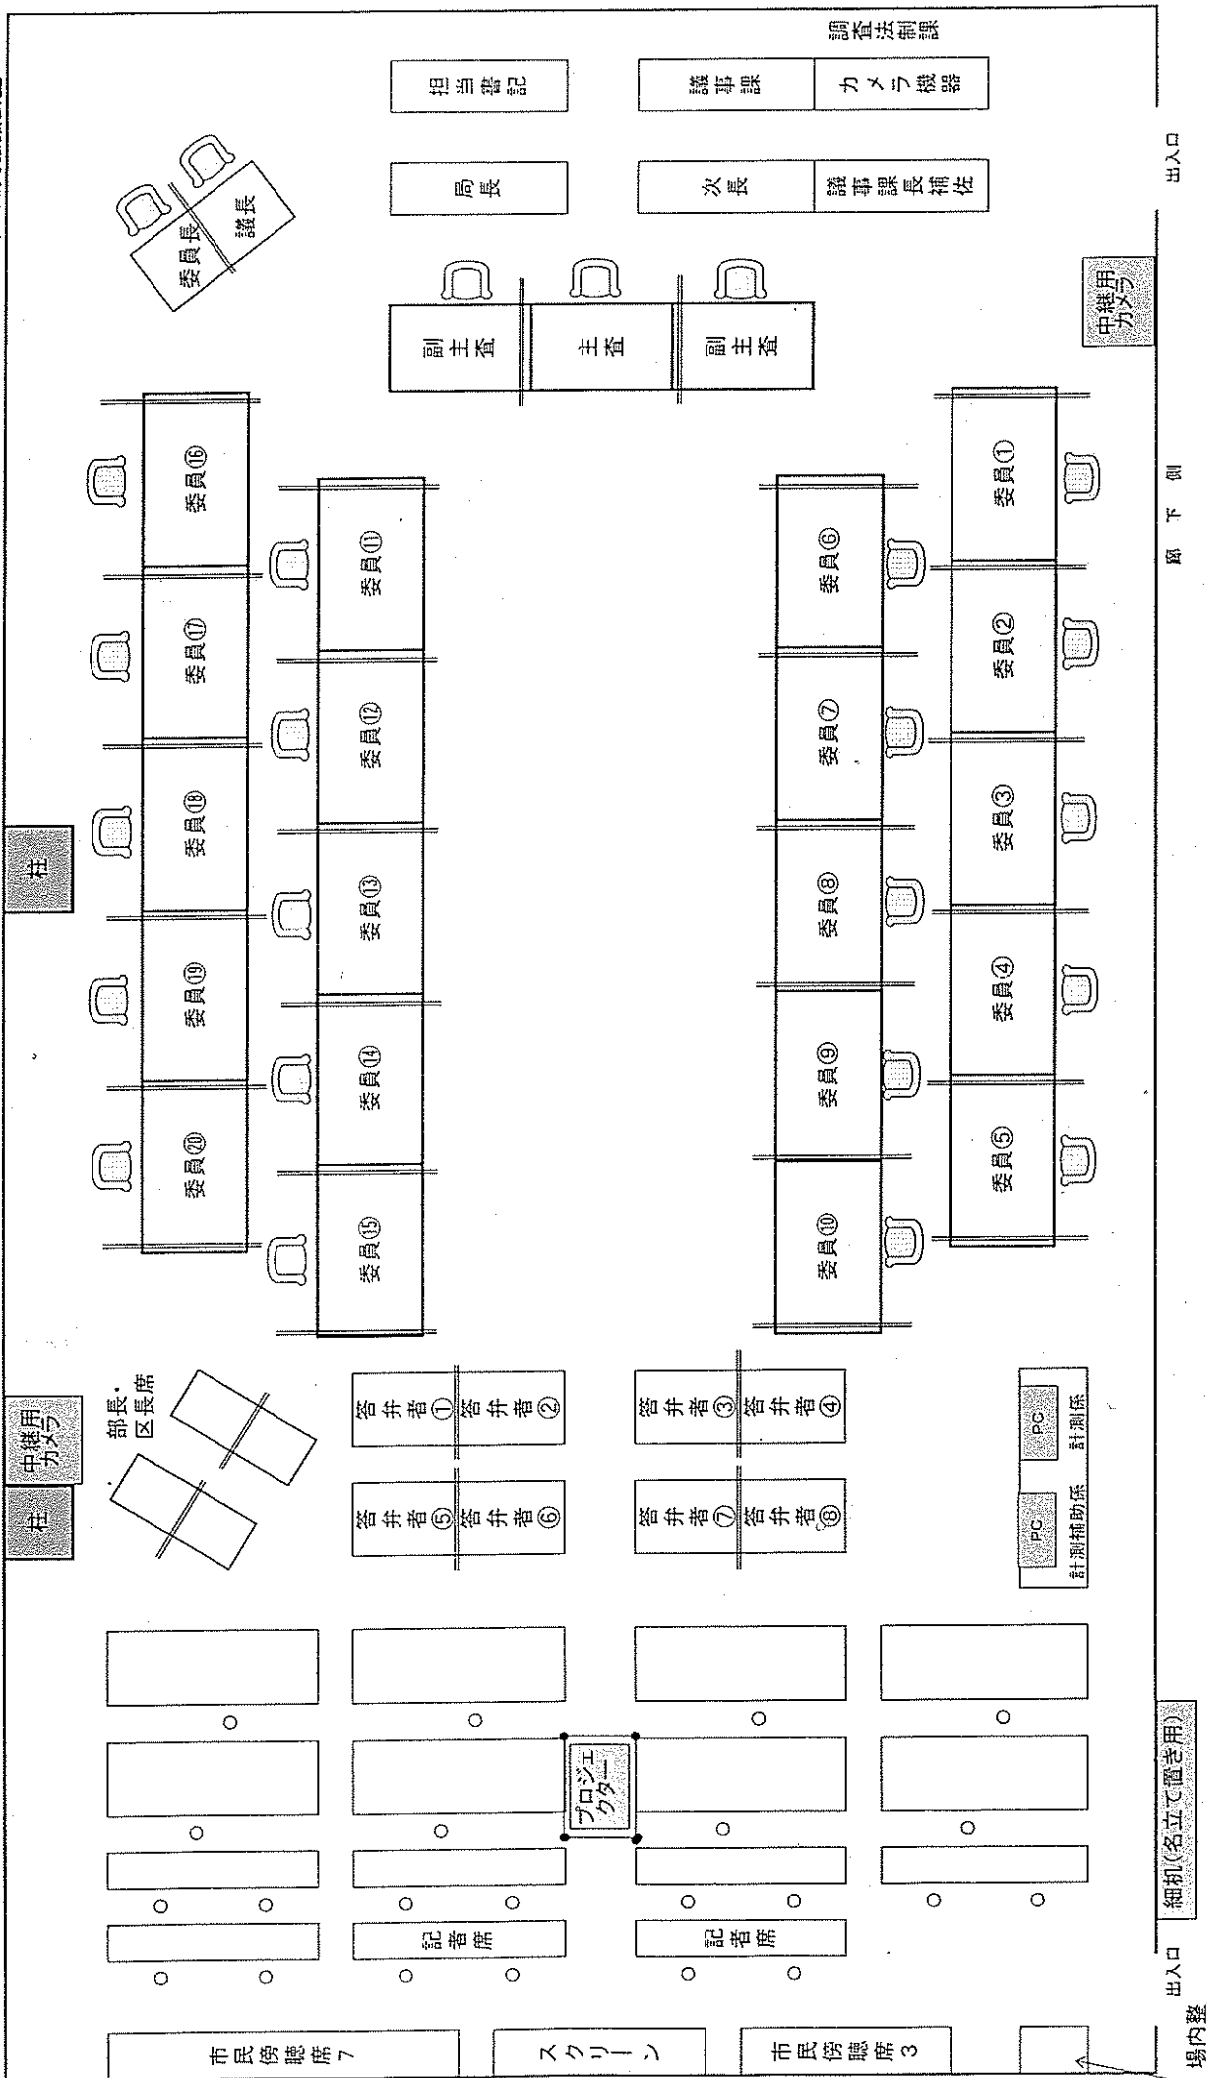 調査法制課
担当書記
議事課
カメラ機器
局長
次長
議事課長補佐
出入口
委員長
議長
副主査
主査
副主査
中継用
カメラ
委員⑯
委員⑪
委員⑥
委員①
廊下側
委員⑰
委員⑫
委員⑦
委員②
柱
委員⑱
委員⑬
委員⑧
委員③
委員⑲
委員⑭
委員⑨
委員④
委員⑳
委員⑮
委員⑩
委員⑤
中継用
カメラ
柱
部長・
区長席
答弁者①
答弁者②
答弁者③
答弁者④
答弁者⑤
答弁者⑥
答弁者⑦
答弁者⑧
PC
計測係
PC
計測補助係
プロジェ
クター
細机(名立て置き用)
記者席
記者席
出入口
市民傍聴席7
スクリーン
市民傍聴席3
場内整